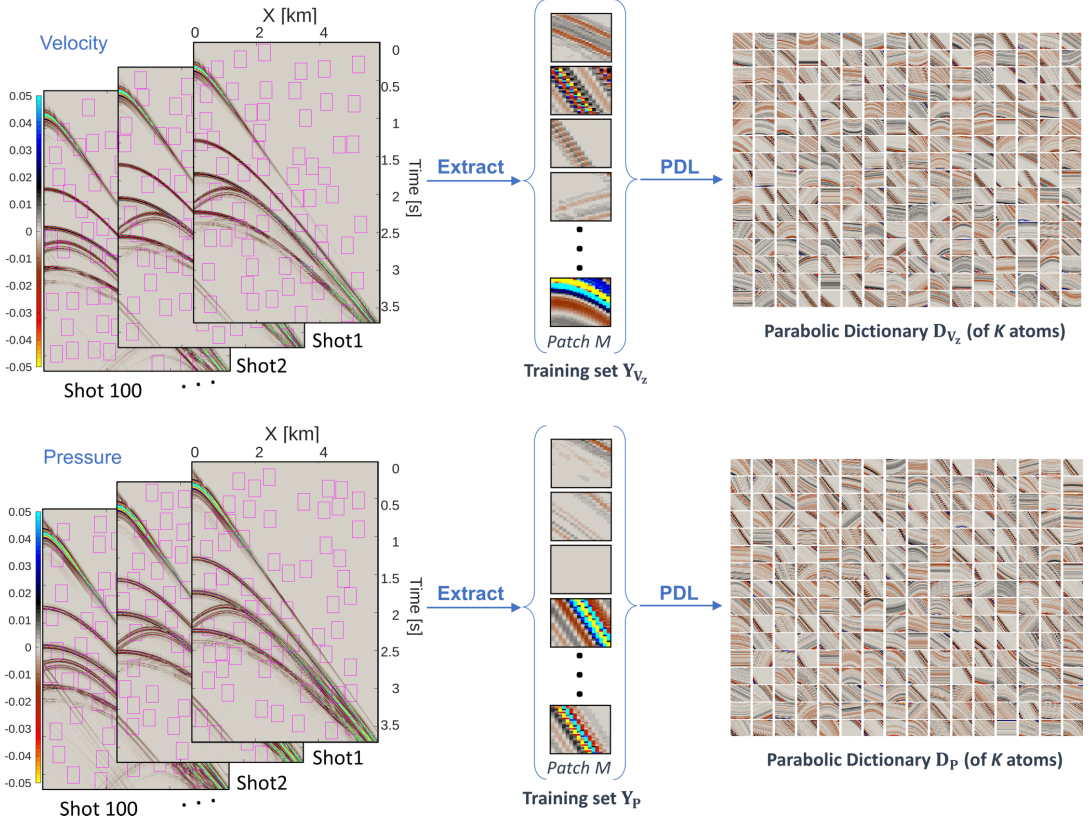 X [km]
Velocity
0 2 4
0
0.5
1
1.5
2
2.5
3
3.5
Time [s]
0.05
0.04
0.03
0.02
0.01
0
-0.01
-0.02
-0.03
-0.04
-0.05
Shot1
Shot2
Shot 100
. . .
Extract
PDL
Patch M
Training set Y_{V_z}
Parabolic Dictionary D_{V_z} (of K atoms)
X [km]
Pressure
0 2 4
0
0.5
1
1.5
2
2.5
3
3.5
Time [s]
0.05
0.04
0.03
0.02
0.01
0
-0.01
-0.02
-0.03
-0.04
-0.05
Shot1
Shot2
Shot 100
. . .
Extract
PDL
Patch M
Training set Y_P
Parabolic Dictionary D_P (of K atoms)